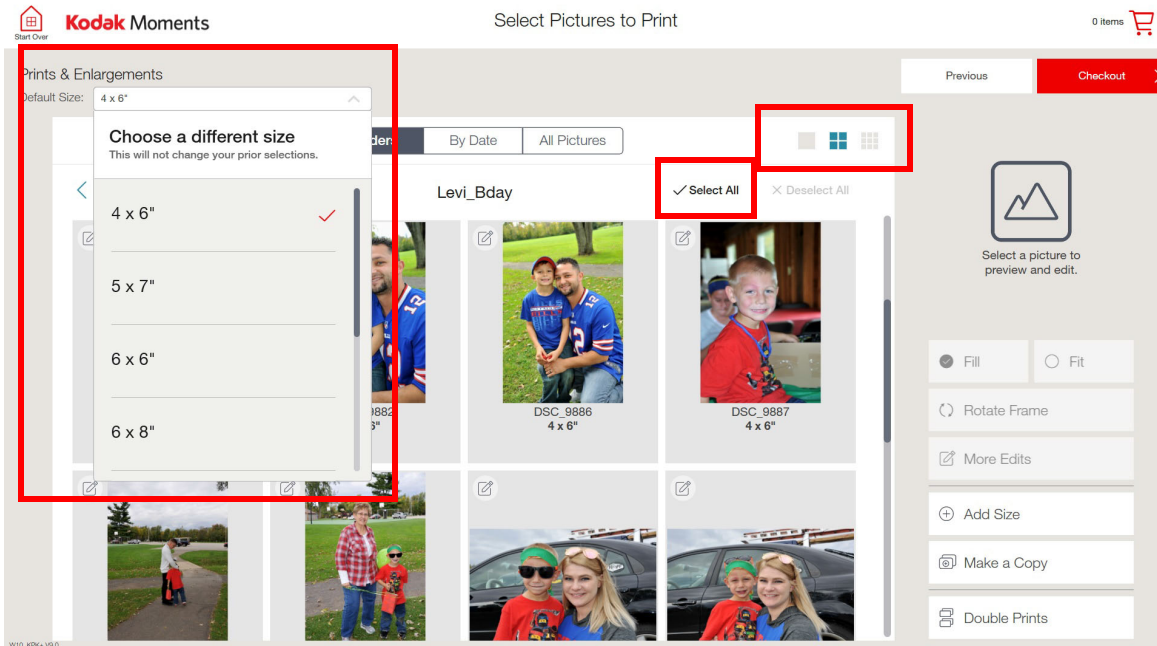 Kodak Moments
Select Pictures to Print
0 items
Start Over
Prints & Enlargements
Previous
Checkout
Default Size:
4 x 6"
Choose a different size
This will not change your prior selections.
By Date
All Pictures
Levi_Bday
Select All
Deselect All
4 x 6"
5 x 7"
6 x 6"
6 x 8"
Select a picture to
preview and edit.
DSC_9886
4 x 6"
DSC_9887
4 x 6"
Fill
Fit
Rotate Frame
More Edits
Add Size
Make a Copy
Double Prints